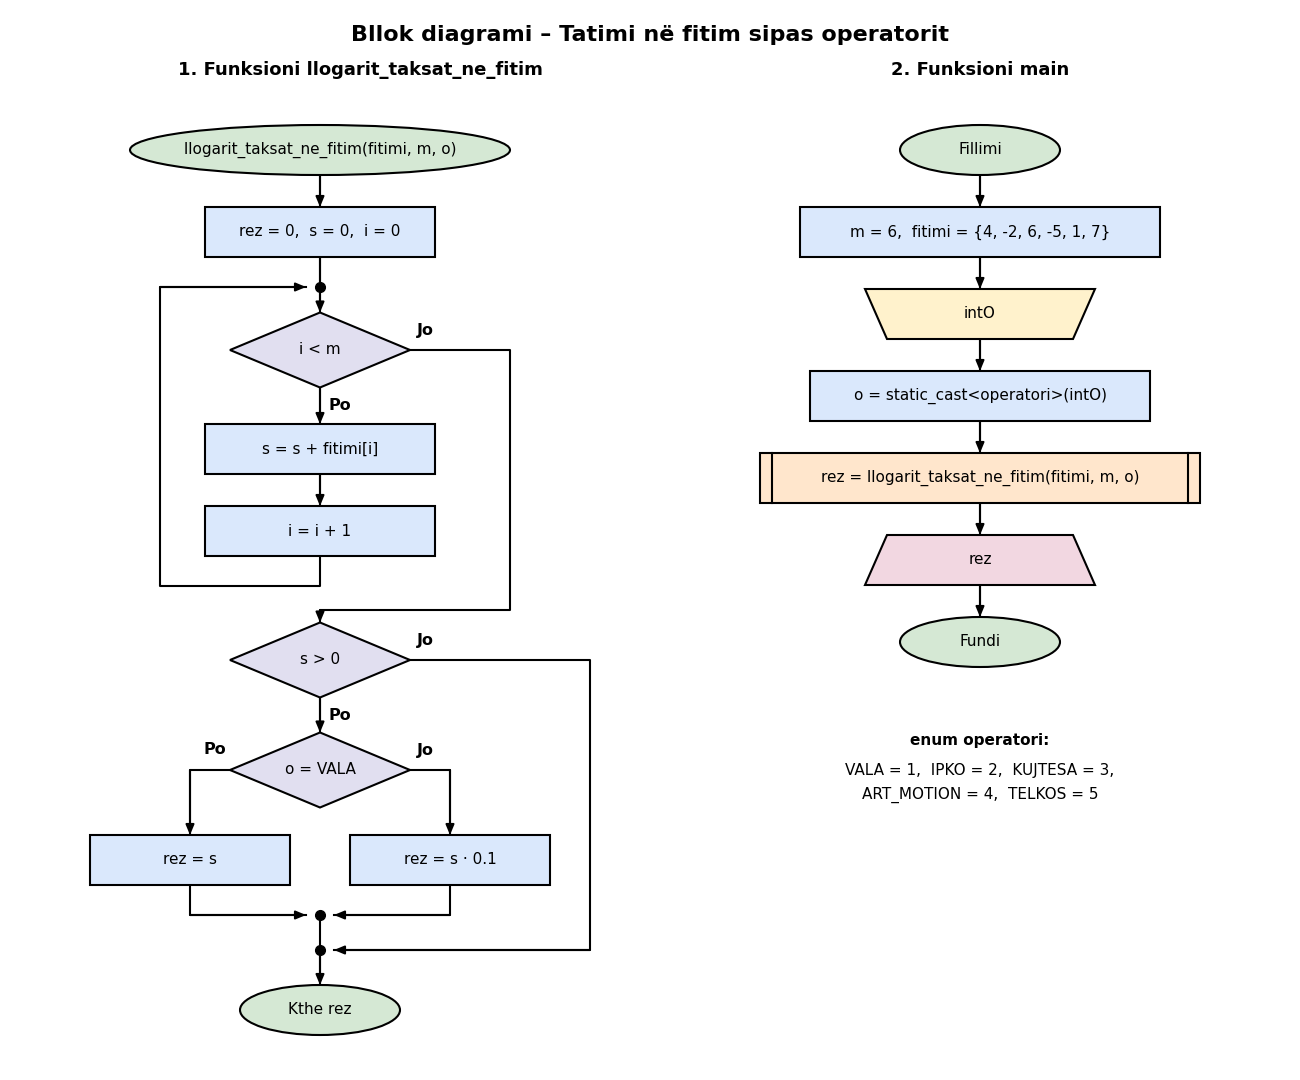 Bllok diagrami – Tatimi në fitim sipas operatorit
1. Funksioni llogarit_taksat_ne_fitim
llogarit_taksat_ne_fitim(fitimi, m, o)
rez = 0,  s = 0,  i = 0
i < m
Jo
Po
s = s + fitimi[i]
i = i + 1
s > 0
Jo
Po
o = VALA
Po
Jo
rez = s
rez = s · 0.1
Kthe rez
2. Funksioni main
Fillimi
m = 6,  fitimi = {4, -2, 6, -5, 1, 7}
intO
o = static_cast<operatori>(intO)
rez = llogarit_taksat_ne_fitim(fitimi, m, o)
rez
Fundi
enum operatori:
VALA = 1,  IPKO = 2,  KUJTESA = 3,
ART_MOTION = 4,  TELKOS = 5